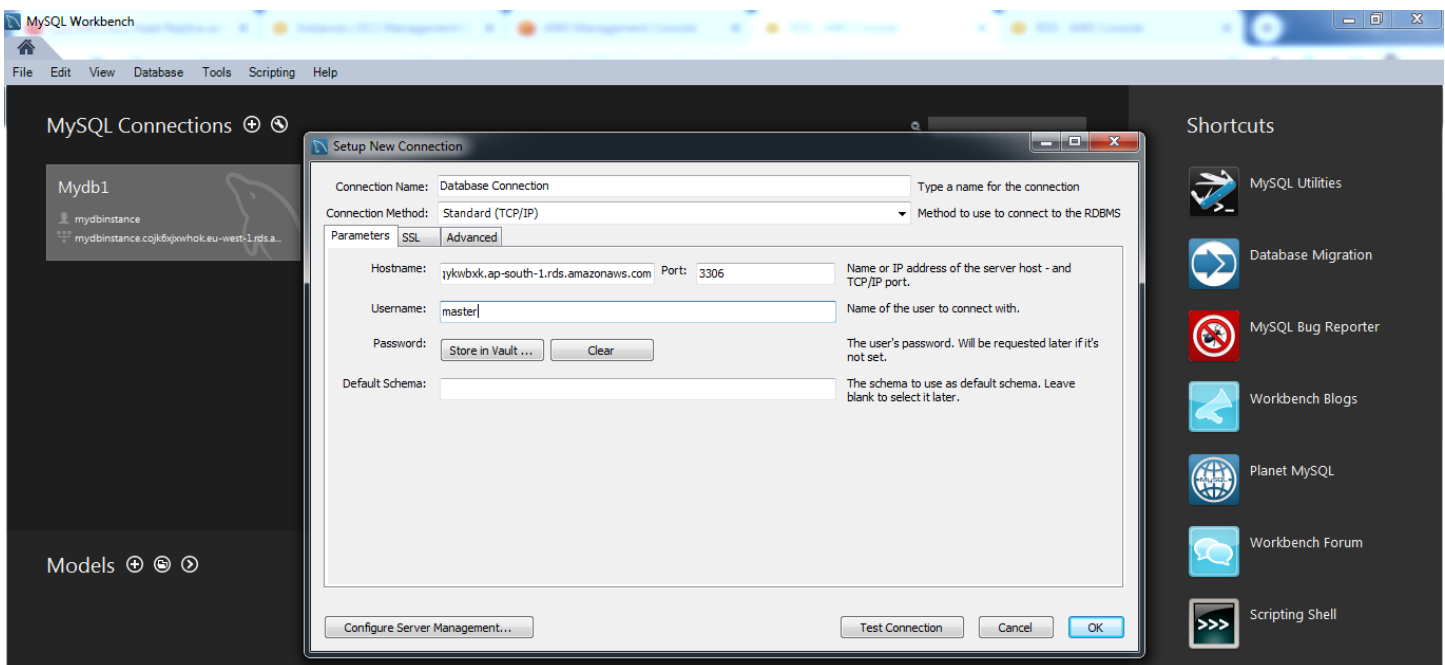 MySQL Workbench
File Edit View Database Tools Scripting Help
MySQL Connections
Mydb1
mydbinstance
mydbinstance.cojk6xjxwhok.eu-west-1.rds.a...
Models
Setup New Connection
Connection Name: Database Connection Type a name for the connection
Connection Method: Standard (TCP/IP) Method to use to connect to the RDBMS
Parameters SSL Advanced
Hostname: ykwbxk.ap-south-1.rds.amazonaws.com Port: 3306 Name or IP address of the server host - and
TCP/IP port.
Username: master Name of the user to connect with.
Password: Store in Vault ... Clear The user's password. Will be requested later if it's
not set.
Default Schema: The schema to use as default schema. Leave
blank to select it later.
Configure Server Management... Test Connection Cancel OK
Shortcuts
MySQL Utilities
Database Migration
MySQL Bug Reporter
Workbench Blogs
Planet MySQL
Workbench Forum
Scripting Shell